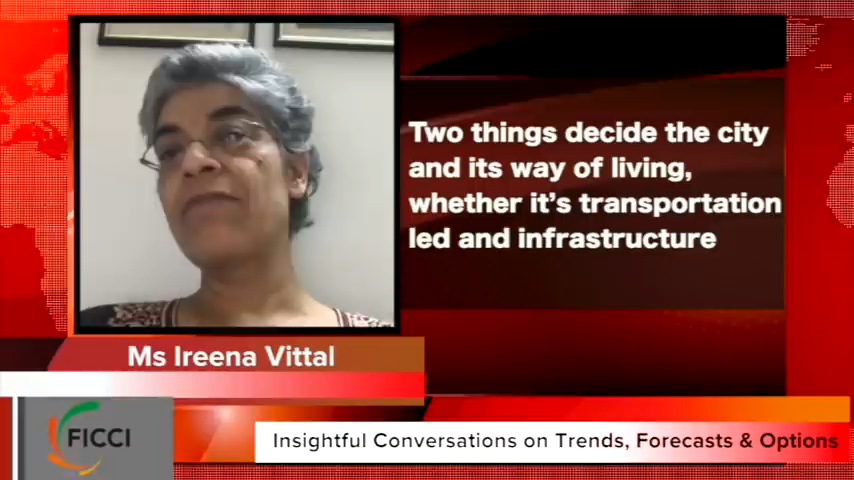 Two things decide the city
and its way of living,
whether it's transportation
led and infrastructure
Ms Ireena Vittal
FICCI
Insightful Conversations on Trends, Forecasts & Options